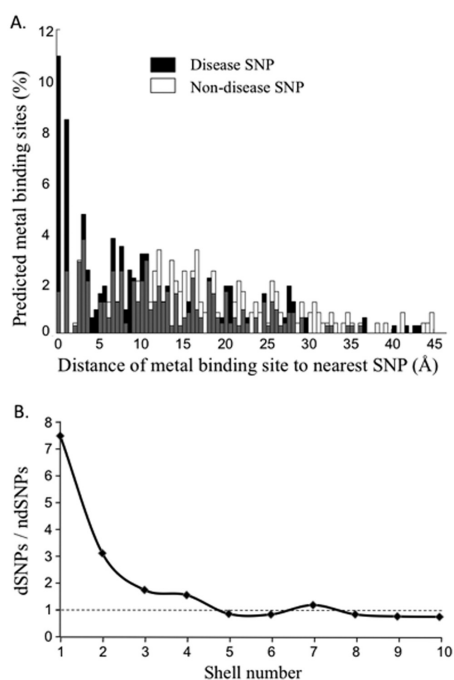 A.
12
10
8
6
4
2
0
Predicted metal binding sites (%)
Disease SNP
Non-disease SNP
0 5 10 15 20 25 30 35 40 45
Distance of metal binding site to nearest SNP (Å)
B.
8
7
6
5
4
3
2
1
0
dSNPs / ndSNPs
1 2 3 4 5 6 7 8 9 10
Shell number